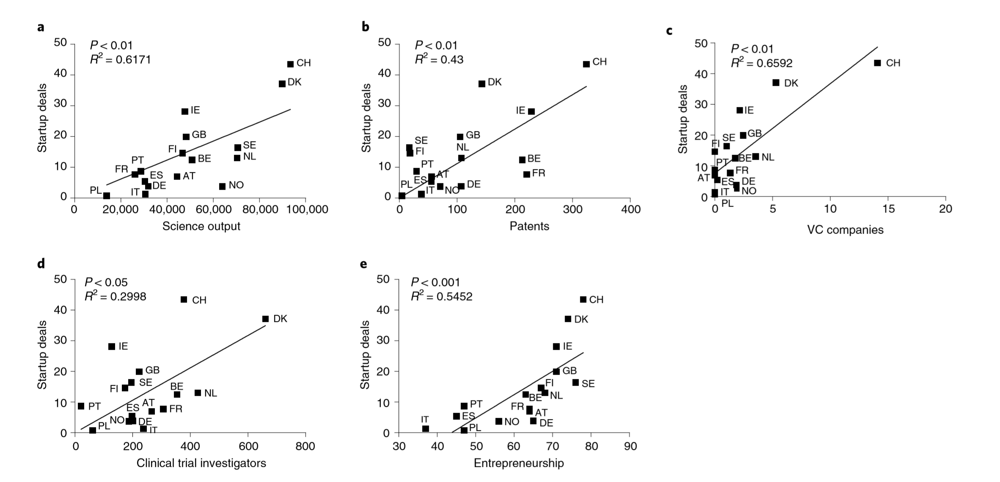 a
P < 0.01
R² = 0.6171
Startup deals
50
40
30
20
10
0
CH
DK
IE
GB
FI
SE
BE
NL
PT
FR
ES
AT
DE
IT
NO
PL
0 20,000 40,000 60,000 80,000 100,000
Science output
b
P < 0.01
R² = 0.43
Startup deals
50
40
30
20
10
0
CH
DK
IE
GB
SE
NL
FI
BE
PT
FR
AT
ES
PL
DE
IT
NO
0 100 200 300 400
Patents
c
P < 0.01
R² = 0.6592
Startup deals
50
40
30
20
10
0
CH
DK
IE
GB
SE
FI
BE
NL
PT
FR
AT
ES
DE
IT
NO
PL
0 5 10 15 20
VC companies
d
P < 0.05
R² = 0.2998
Startup deals
50
40
30
20
10
0
CH
DK
IE
GB
SE
FI
BE
NL
PT
AT
ES
FR
NO
DE
PL
IT
0 200 400 600 800
Clinical trial investigators
e
P < 0.001
R² = 0.5452
Startup deals
50
40
30
20
10
0
CH
DK
IE
GB
FI
SE
BE
NL
PT
FR
AT
ES
IT
NO
DE
PL
30 40 50 60 70 80 90
Entrepreneurship